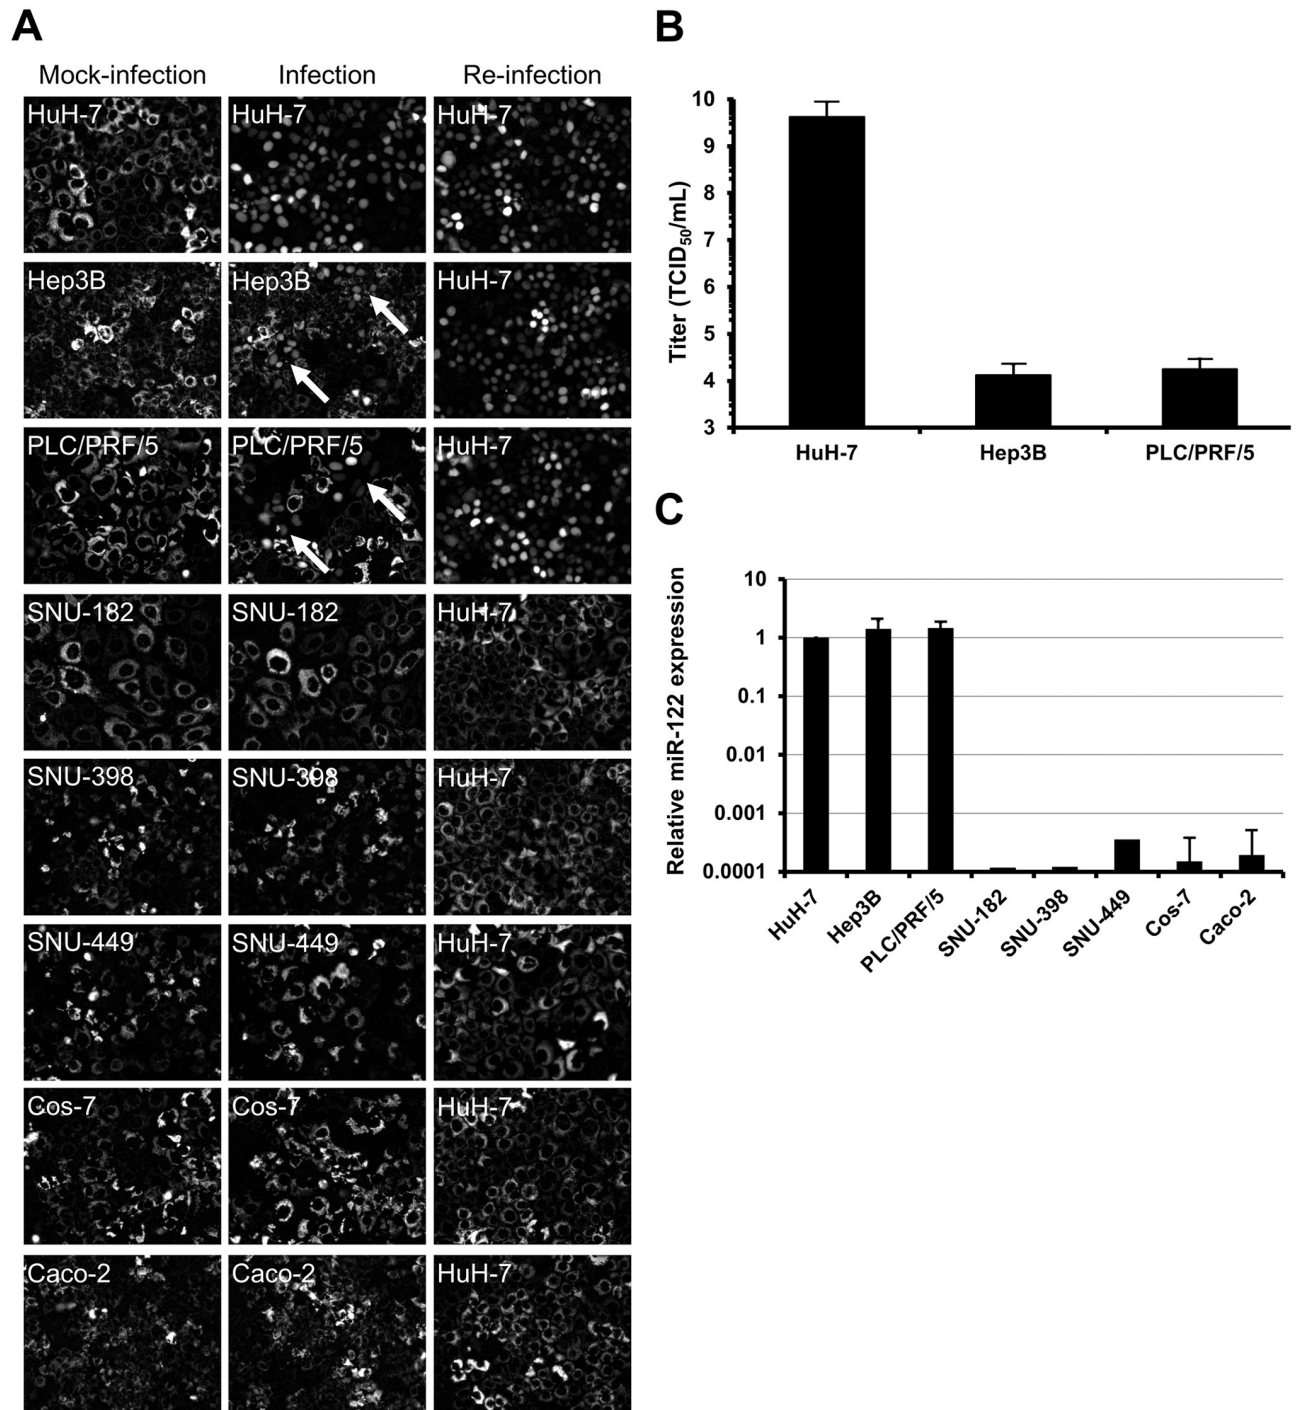 A
Mock-infection Infection Re-infection
HuH-7 HuH-7 HuH-7
Hep3B Hep3B HuH-7
PLC/PRF/5 PLC/PRF/5 HuH-7
SNU-182 SNU-182 HuH-7
SNU-398 SNU-398 HuH-7
SNU-449 SNU-449 HuH-7
Cos-7 Cos-7 HuH-7
Caco-2 Caco-2 HuH-7
B
Titer (TCID50/mL)
10
9
8
7
6
5
4
3
HuH-7 Hep3B PLC/PRF/5
C
Relative miR-122 expression
10
1
0.1
0.01
0.001
0.0001
HuH-7 Hep3B PLC/PRF/5 SNU-182 SNU-398 SNU-449 Cos-7 Caco-2